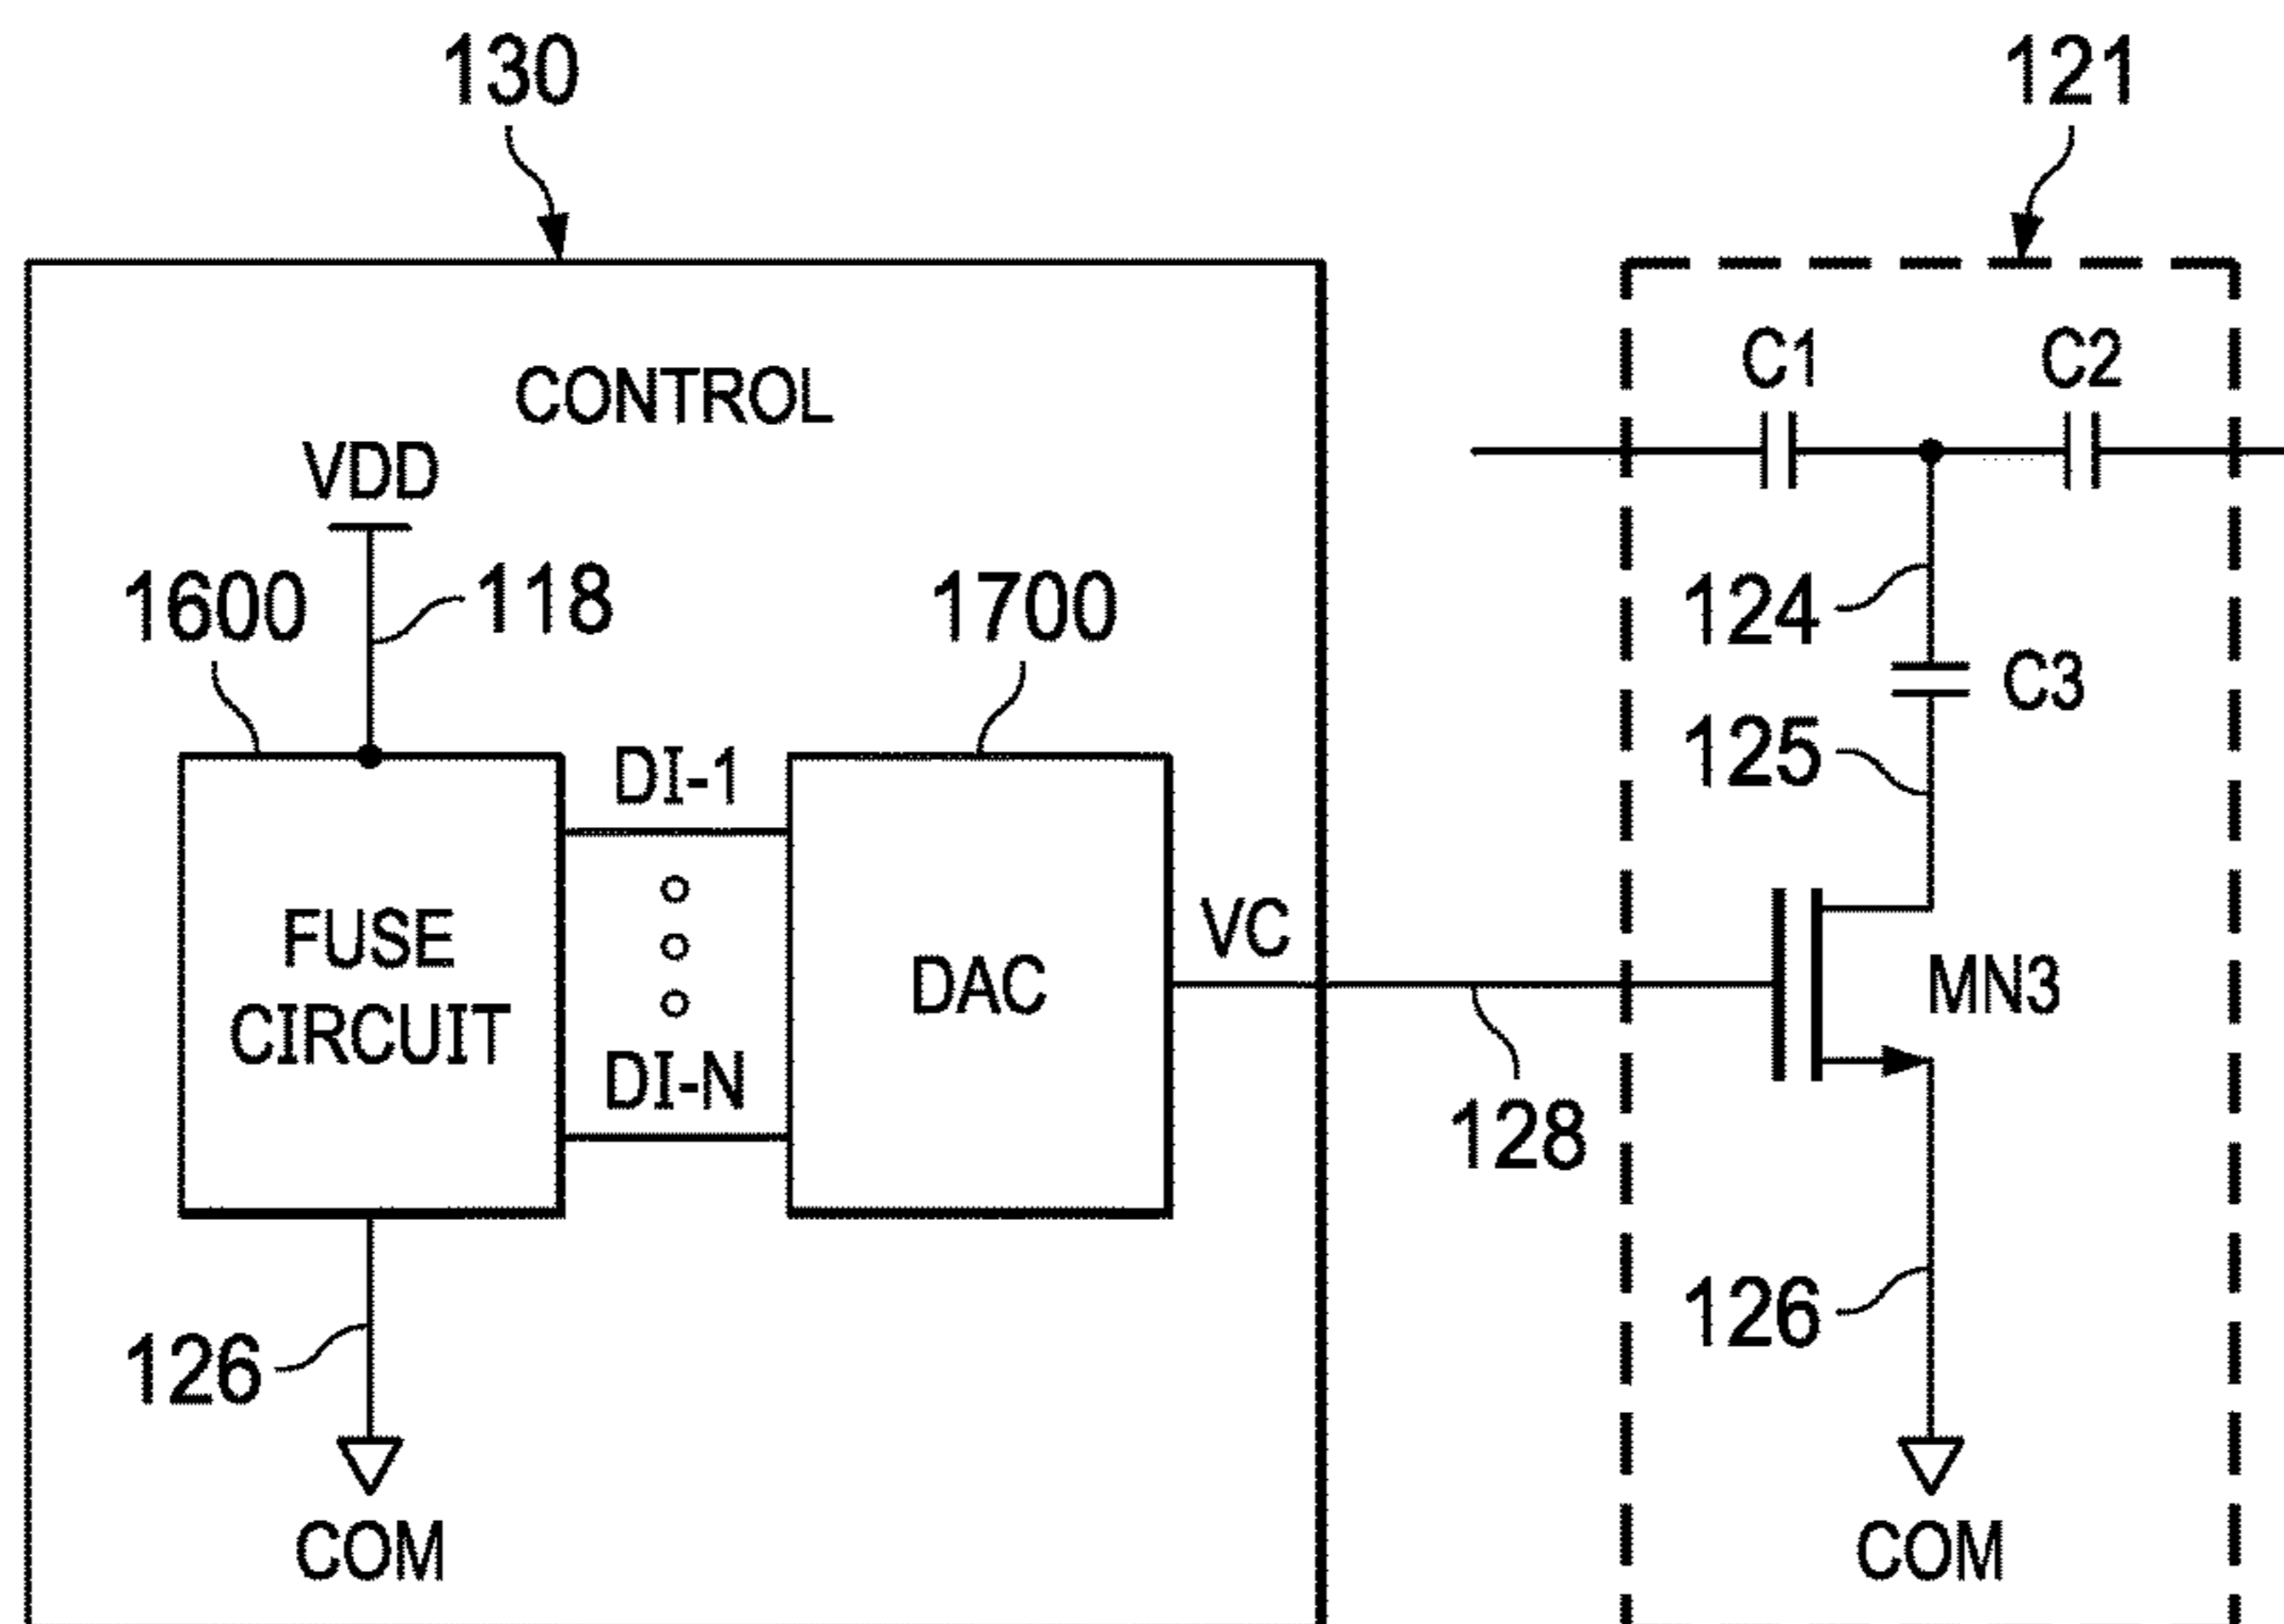 130
121
CONTROL
C1
C2
VDD
1600
118
1700
124
C3
125
DI-1
FUSE
CIRCUIT
DAC
VC
MN3
DI-N
128
126
126
COM
COM